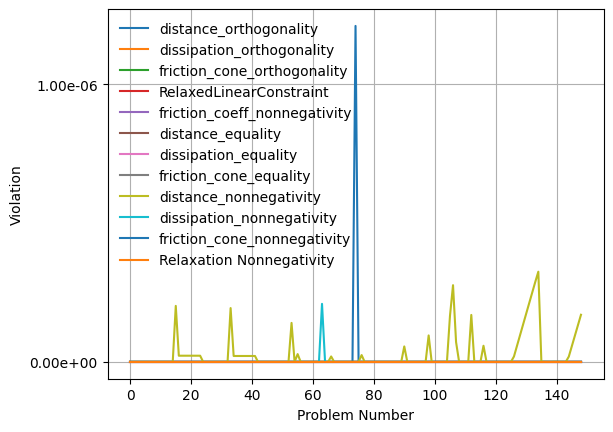 distance_orthogonality
dissipation_orthogonality
friction_cone_orthogonality
RelaxedLinearConstraint
friction_coeff_nonnegativity
distance_equality
dissipation_equality
friction_cone_equality
distance_nonnegativity
dissipation_nonnegativity
friction_cone_nonnegativity
Relaxation Nonnegativity
1.00e-06
0.00e+00
Violation
0 20 40 60 80 100 120 140
Problem Number